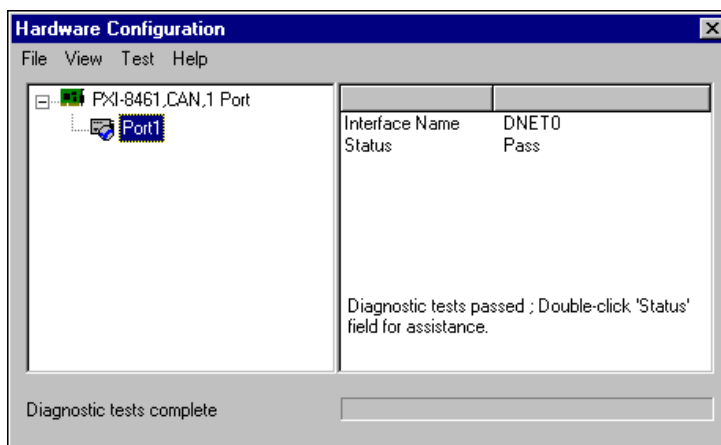 Hardware Configuration
File View Test Help
PXI-8461,CAN,1 Port
Port1
Interface Name DNET0
Status Pass
Diagnostic tests passed ; Double-click 'Status'
field for assistance.
Diagnostic tests complete